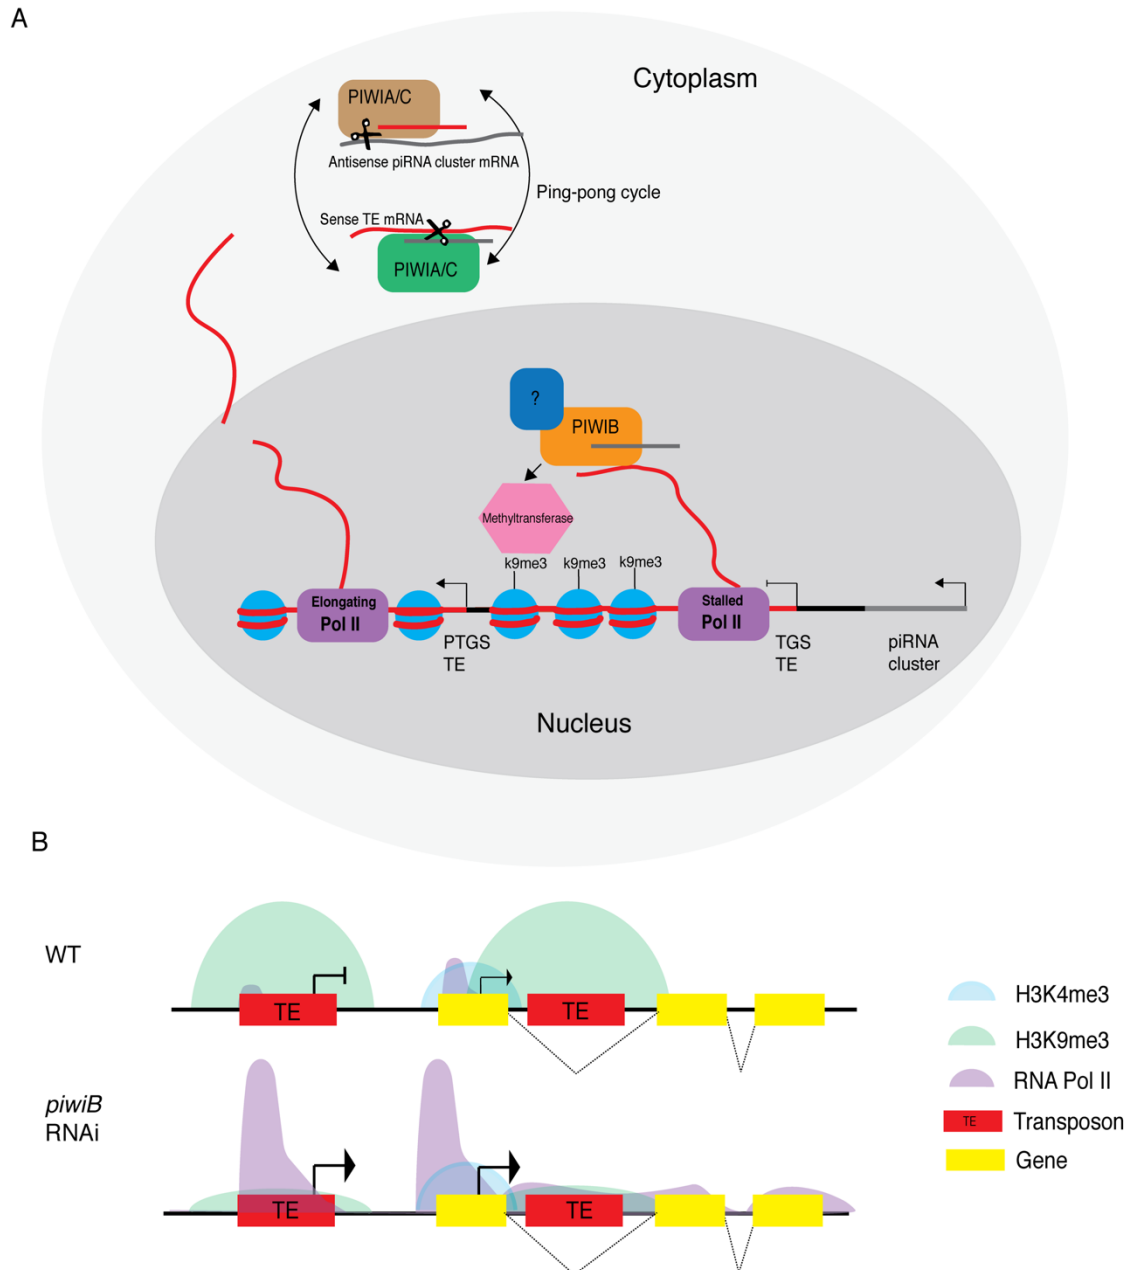 A
Cytoplasm
PIWIA/C
Antisense piRNA cluster mRNA
Ping-pong cycle
Sense TE mRNA
PIWIA/C
?
PIWIB
Methyltransferase
k9me3
k9me3
k9me3
Elongating
Pol II
Stalled
Pol II
PTGS
TE
TGS
TE
piRNA
cluster
Nucleus
B
WT
TE
TE
H3K4me3
H3K9me3
RNA Pol II
TE
Transposon
Gene
piwiB
RNAi
TE
TE